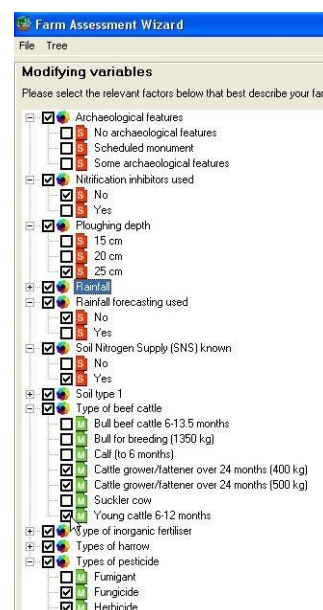 Farm Assessment Wizard
File Tree
Modifying variables
Please select the relevant factors below that best describe your far
Archaeological features
S No archaeological features
S Scheduled monument
S Some archaeological features
Nitrification inhibitors used
S No
S Yes
Ploughing depth
S 15 cm
S 20 cm
S 25 cm
Rainfall
Rainfall forecasting used
S No
S Yes
Soil Nitrogen Supply (SNS) known
S No
S Yes
Soil type 1
Type of beef cattle
M Bull beef cattle 6-13.5 months
M Bull for breeding (1350 kg)
M Calf (to 6 months)
M Cattle grower/fattener over 24 months (400 kg)
M Cattle grower/fattener over 24 months (500 kg)
M Suckler cow
M Young cattle 6-12 months
Type of inorganic fertiliser
Types of harrow
Types of pesticide
M Fumigant
M Fungicide
M Herbicide